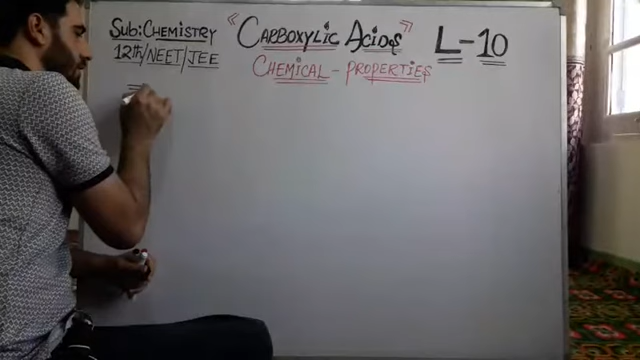 Sub: CHEMISTRY
12th/NEET/JEE
"CARBOXYLIC ACIDS"
CHEMICAL - PROPERTIES
L-10